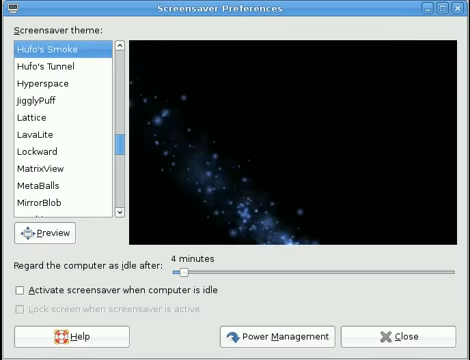 Screensaver Preferences
Screensaver theme:
Hufo's Smoke
Hufo's Tunnel
Hyperspace
JigglyPuff
Lattice
LavaLite
Lockward
MatrixView
MetaBalls
MirrorBlob
Preview
4 minutes
Regard the computer as idle after:
Activate screensaver when computer is idle
Lock screen when screensaver is active
Help
Power Management
Close